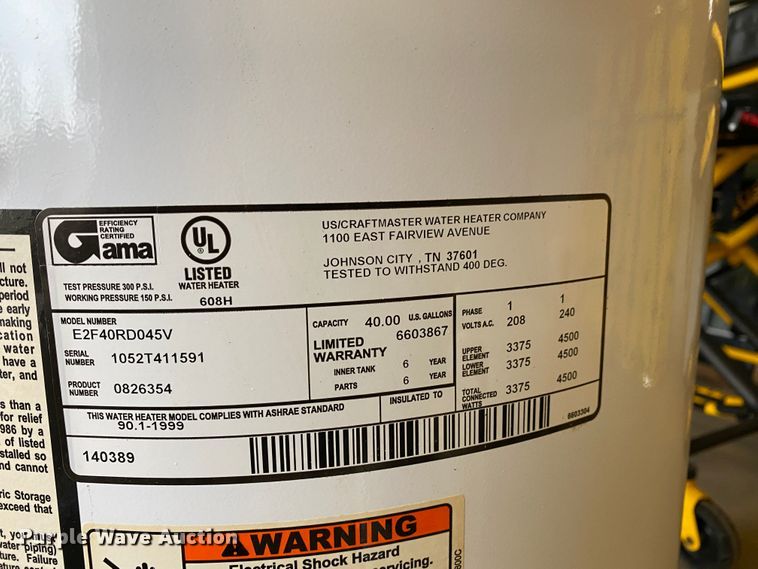 EFFICIENCY
RATING
CERTIFIED
Gama
UL
LISTED
WATER HEATER
608H
TEST PRESSURE 300 P.S.I.
WORKING PRESSURE 150 P.S.I.
US/CRAFTMASTER WATER HEATER COMPANY
1100 EAST FAIRVIEW AVENUE
JOHNSON CITY , TN 37601
TESTED TO WITHSTAND 400 DEG.
MODEL NUMBER
E2F40RD045V
SERIAL NUMBER 1052T411591
PRODUCT NUMBER 0826354
CAPACITY 40.00 U.S. GALLONS
6603867
LIMITED WARRANTY
INNER TANK 6 YEAR
PARTS 6 YEAR
PHASE 1 1
VOLTS A.C. 208 240
UPPER ELEMENT 3375 4500
LOWER ELEMENT 3375 4500
TOTAL CONNECTED WATTS 3375 4500
THIS WATER HEATER MODEL COMPLIES WITH ASHRAE STANDARD
90.1-1999
INSULATED TO
6603304
140389
ll not
cture.
period
e early
making
cation
water
have a
ter, and
s than a
for relief
986 by a
of listed
stalled so
nd cannot
ric Storage
exceed that
t, you must
water piping)
ture. Failure
WARNING
Electrical Shock Hazard
servicing.
800C
Purple Wave Auction